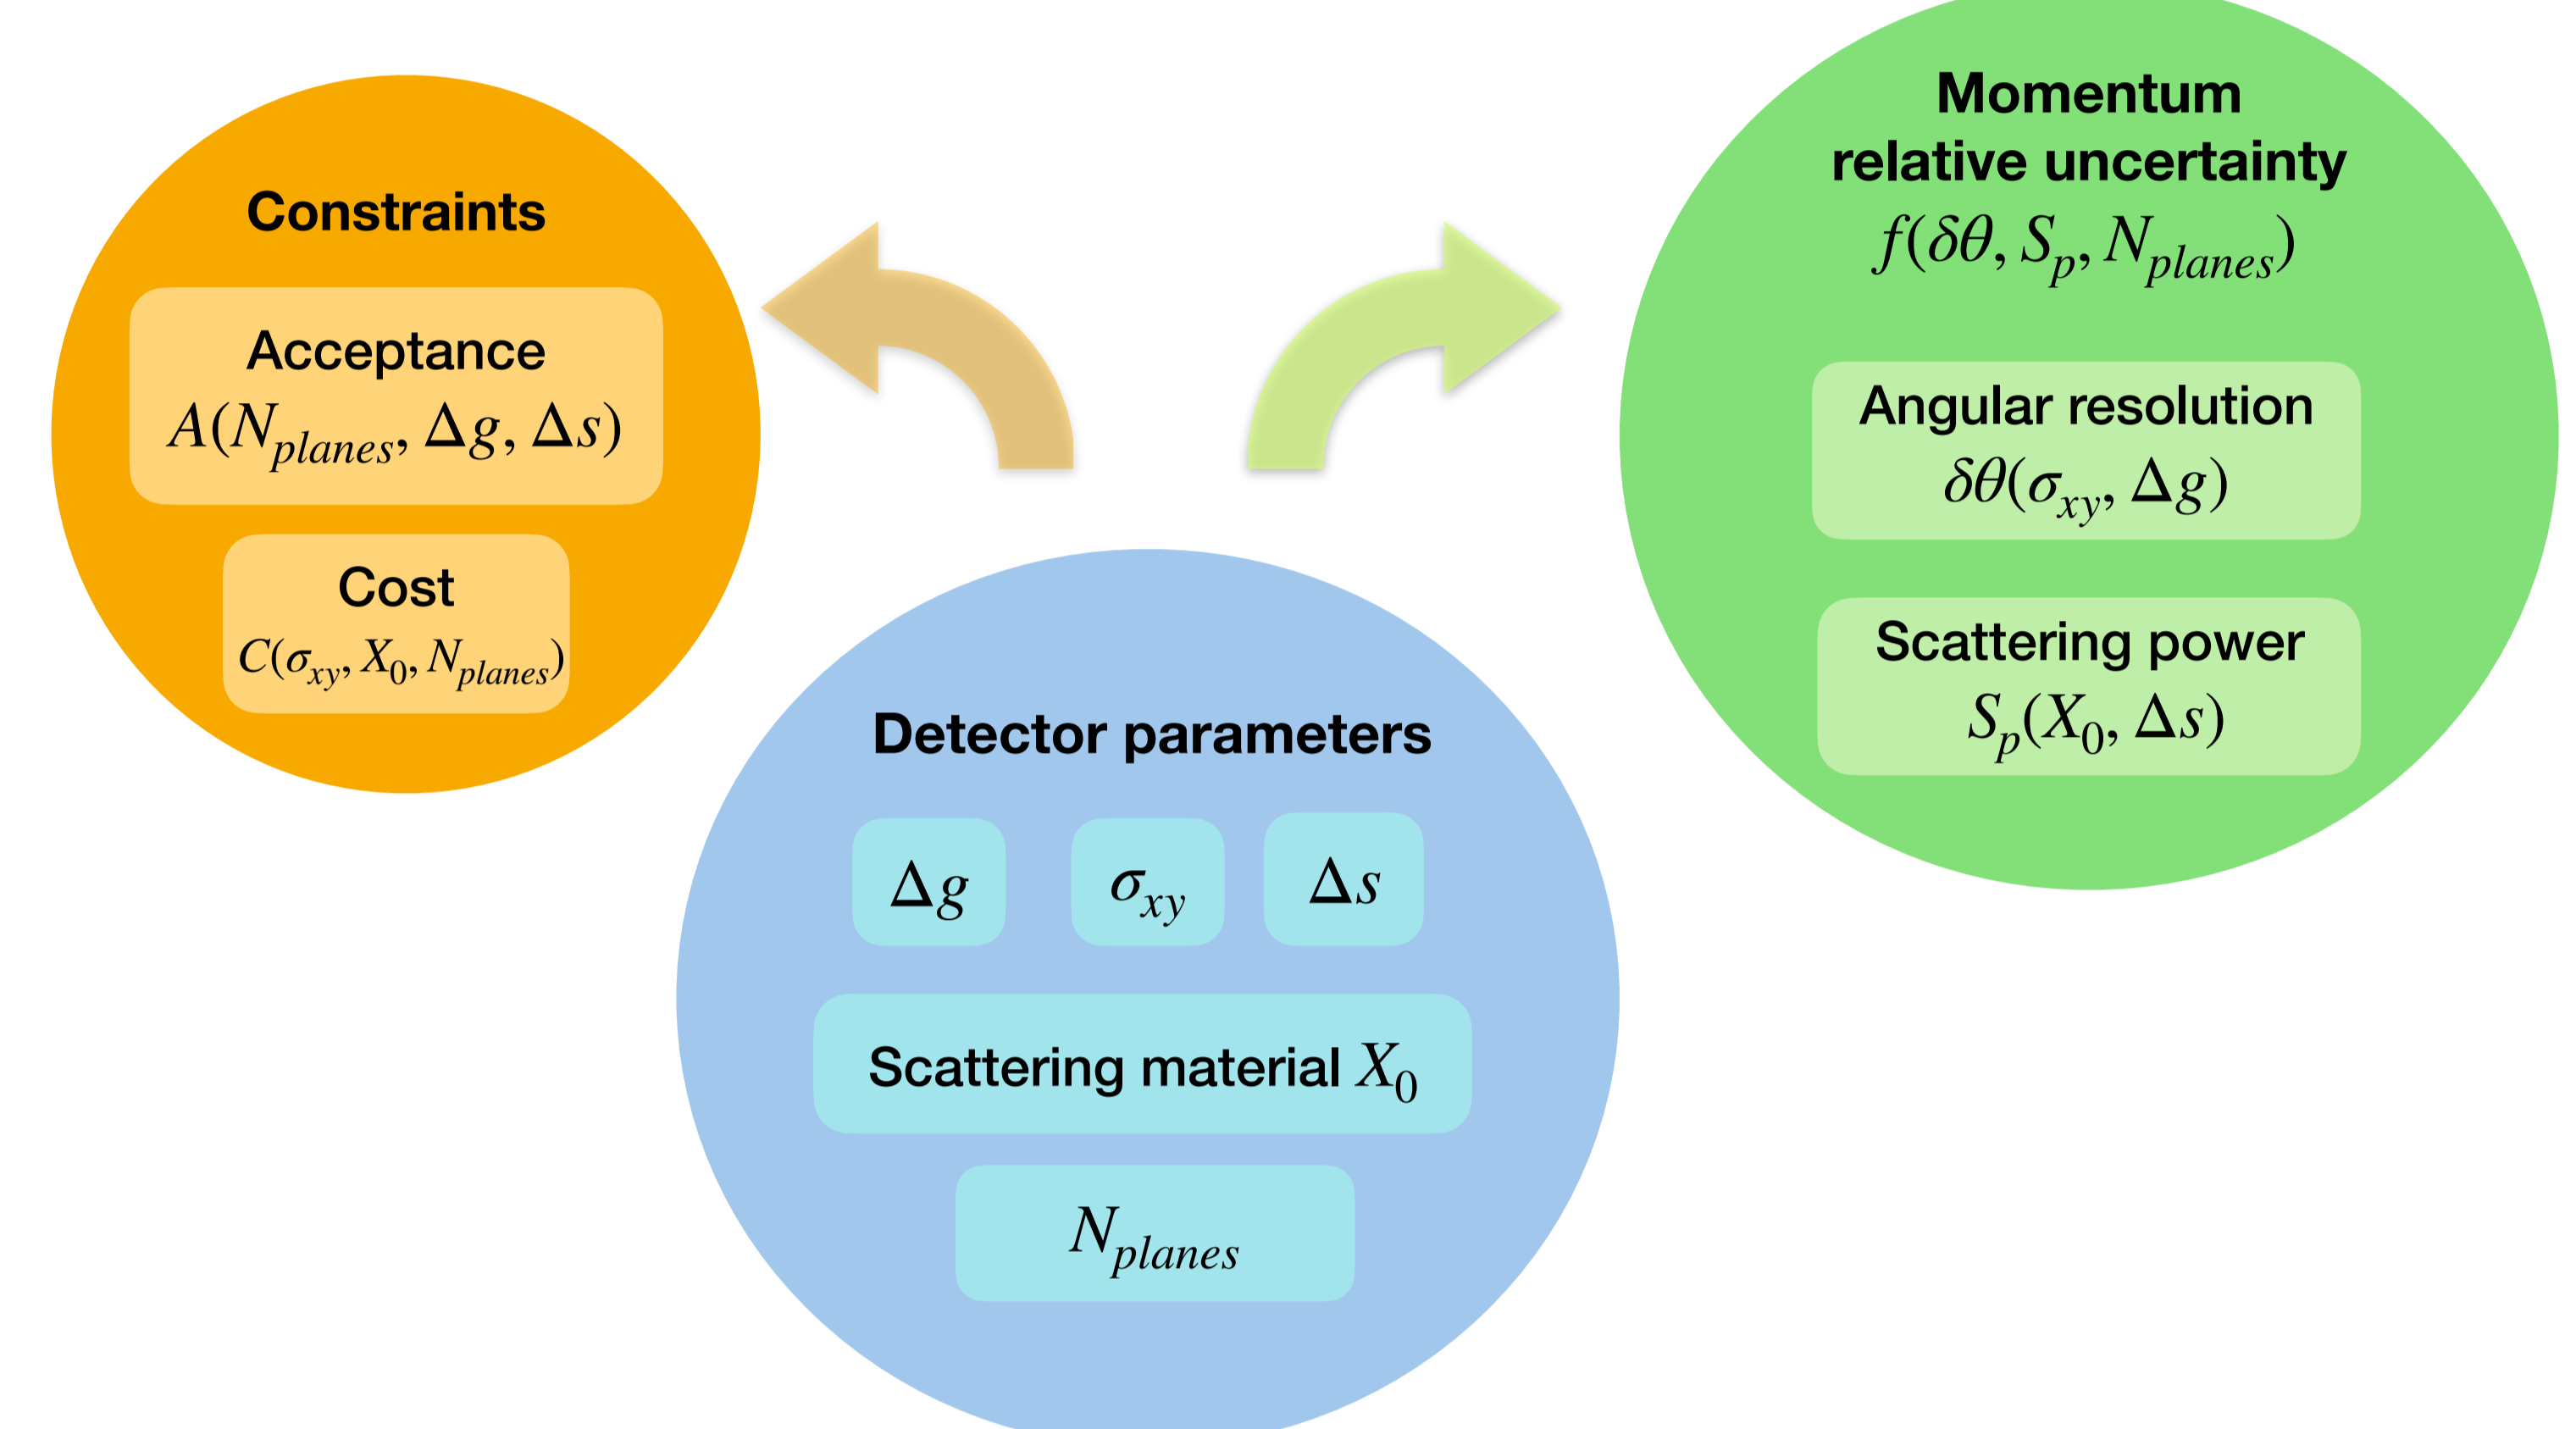 Constraints
Acceptance
A(N_planes, Δg, Δs)
Cost
C(σ_xy, X_0, N_planes)
Momentum
relative uncertainty
f(δθ, S_p, N_planes)
Angular resolution
δθ(σ_xy, Δg)
Scattering power
S_p(X_0, Δs)
Detector parameters
Δg σ_xy Δs
Scattering material X_0
N_planes